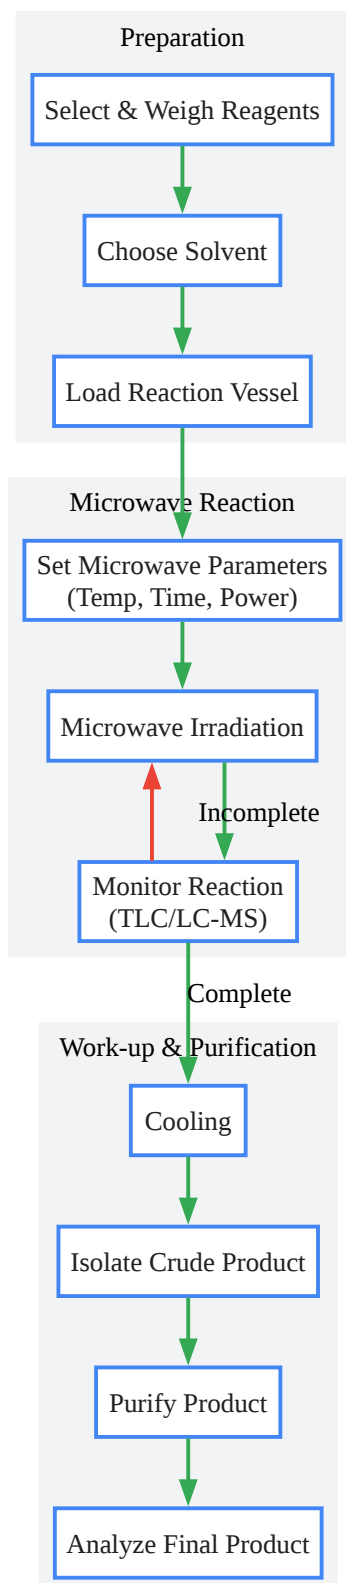 Preparation
Select & Weigh Reagents
Choose Solvent
Load Reaction Vessel
Microwave Reaction
Set Microwave Parameters
(Temp, Time, Power)
Microwave Irradiation
Incomplete
Monitor Reaction
(TLC/LC-MS)
Complete
Work-up & Purification
Cooling
Isolate Crude Product
Purify Product
Analyze Final Product